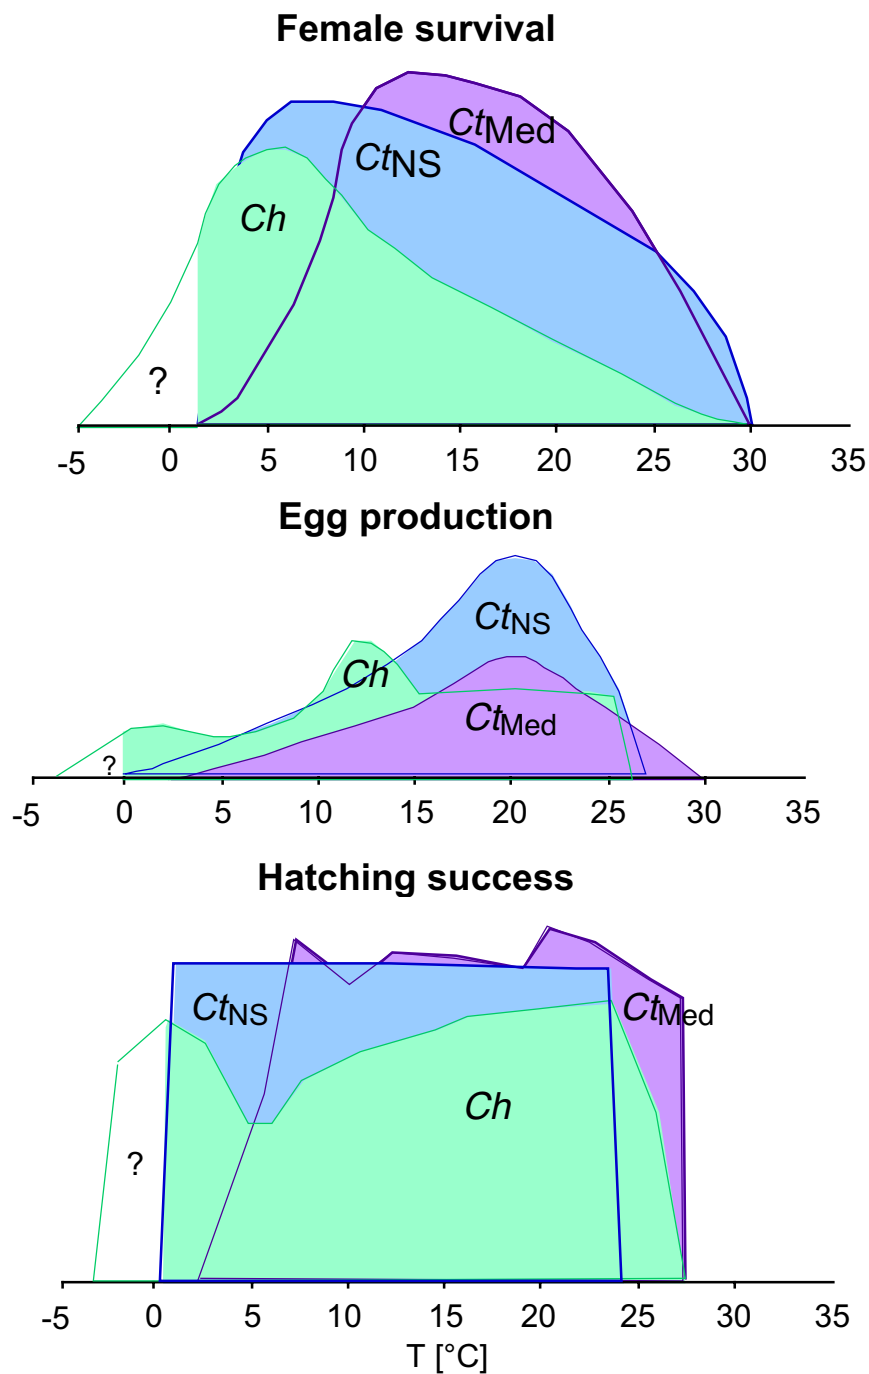 Female survival
CtMed
CtNS
Ch
?
-5 0 5 10 15 20 25 30 35
Egg production
CtNS
Ch
CtMed
?
-5 0 5 10 15 20 25 30 35
Hatching success
CtNS
CtMed
Ch
?
-5 0 5 10 15 20 25 30 35
T [°C]